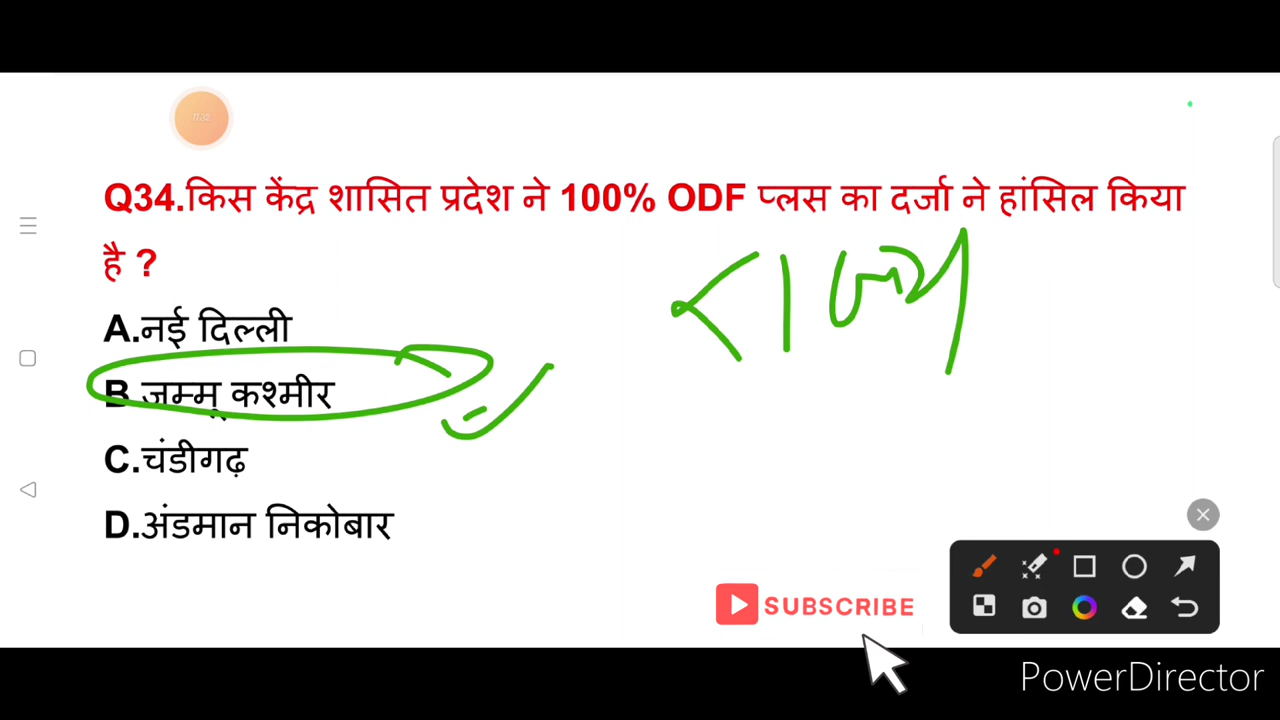 Q34.किस केंद्र शासित प्रदेश ने 100% ODF प्लस का दर्जा ने हांसिल किया
है ?
A.नई दिल्ली
B.जम्मू कश्मीर
C.चंडीगढ़
D.अंडमान निकोबार
SUBSCRIBE
PowerDirector